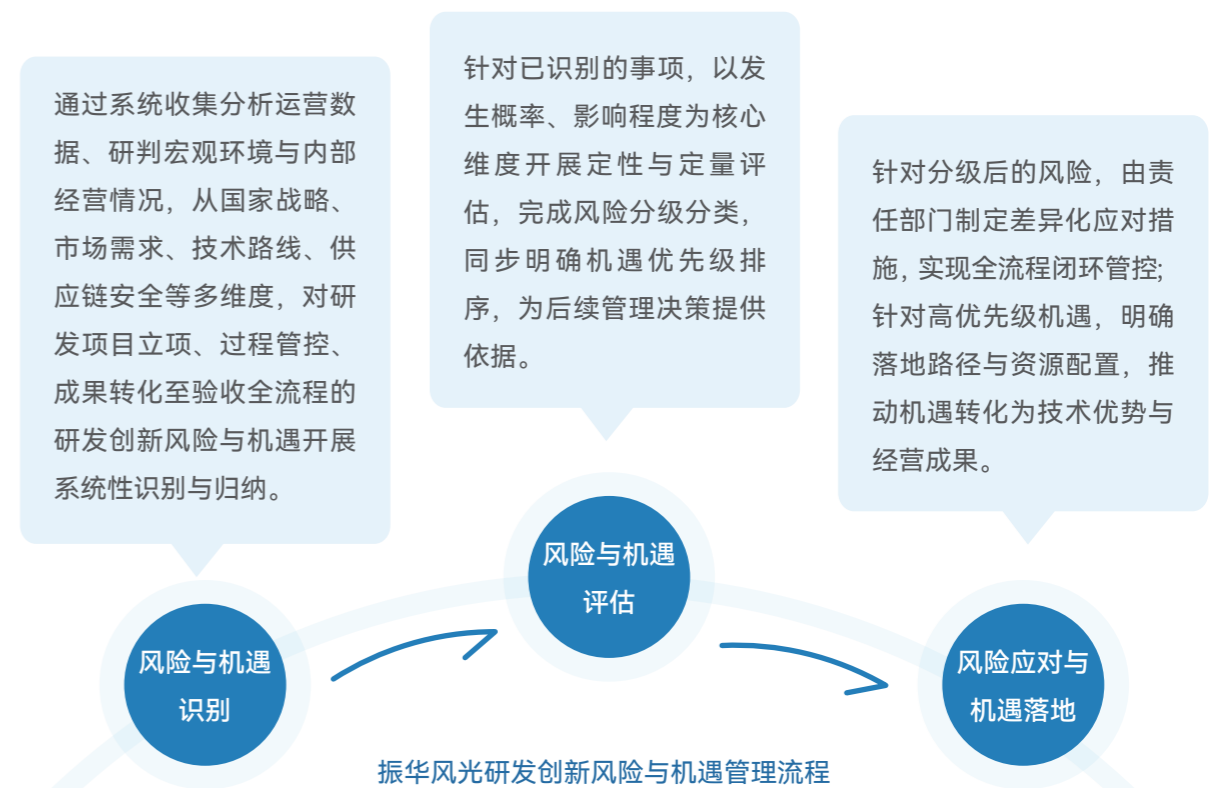 通过系统收集分析运营数
据、研判宏观环境与内部
经营情况，从国家战略、
市场需求、技术路线、供
应链安全等多维度，对研
发项目立项、过程管控、
成果转化至验收全流程的
研发创新风险与机遇开展
系统性识别与归纳。
风险与机遇
识别
针对已识别的事项，以发
生概率、影响程度为核心
维度开展定性与定量评
估，完成风险分级分类，
同步明确机遇优先级排
序，为后续管理决策提供
依据。
风险与机遇
评估
针对分级后的风险，由责
任部门制定差异化应对措
施，实现全流程闭环管控;
针对高优先级机遇，明确
落地路径与资源配置，推
动机遇转化为技术优势与
经营成果。
风险应对与
机遇落地
振华风光研发创新风险与机遇管理流程